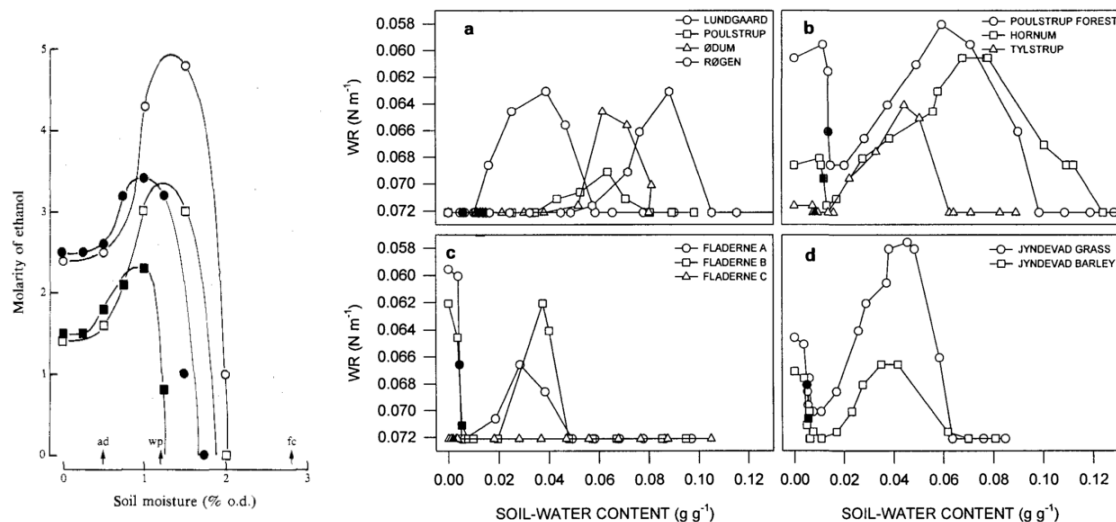 5
4
3
2
1
0
Molarity of ethanol
ad
wp
fc
0
1
2
3
Soil moisture (% o.d.)
a
LUNDGAARD
POULSTRUP
ØDUM
RØGEN
0.058
0.060
0.062
0.064
0.066
0.068
0.070
0.072
WR (N m⁻¹)
b
POULSTRUP FOREST
HORNUM
TYLSTRUP
c
FLADERNE A
FLADERNE B
FLADERNE C
0.058
0.060
0.062
0.064
0.066
0.068
0.070
0.072
WR (N m⁻¹)
d
JYNDEVAD GRASS
JYNDEVAD BARLEY
0.00 0.02 0.04 0.06 0.08 0.10 0.12
0.00 0.02 0.04 0.06 0.08 0.10 0.12
SOIL-WATER CONTENT (g g⁻¹)
SOIL-WATER CONTENT (g g⁻¹)